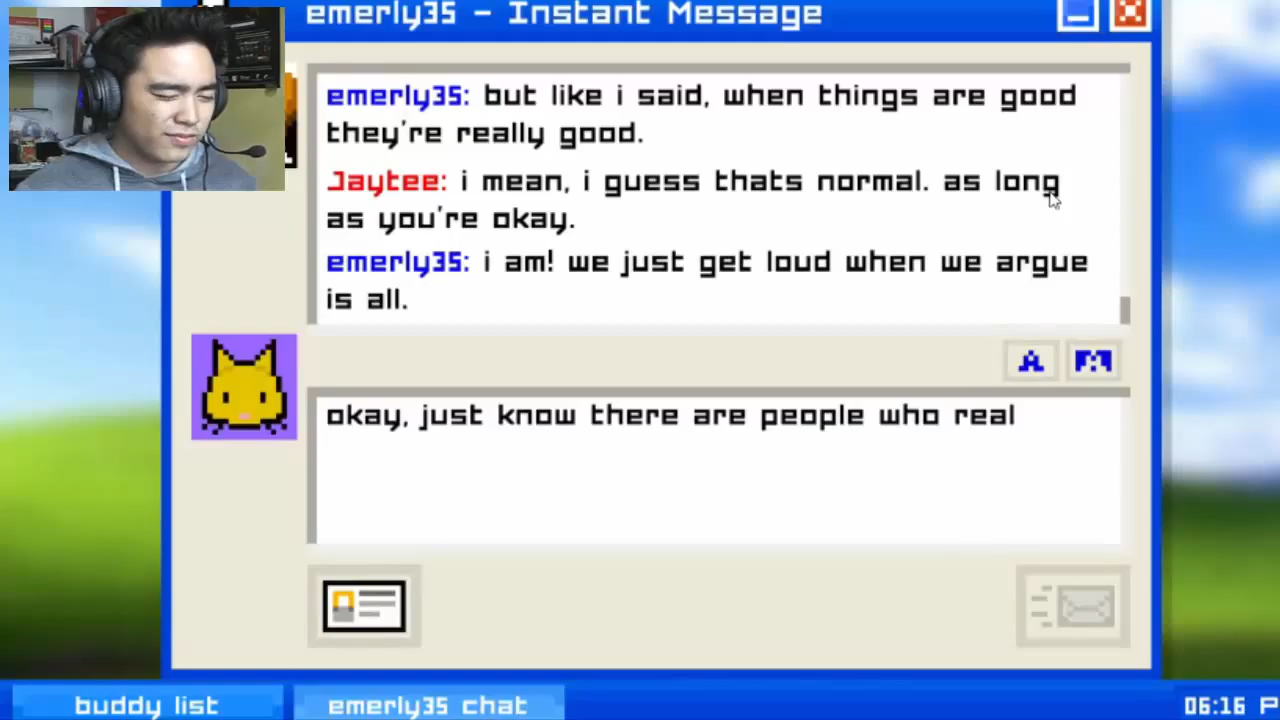 emerly35 - Instant Message
emerly35: but like i said, when things are good
they're really good.
Jaytee: i mean, i guess thats normal. as long
as you're okay.
emerly35: i am! we just get loud when we argue
is all.
A
okay, just know there are people who real
buddy list
emerly35 chat
06:16 P